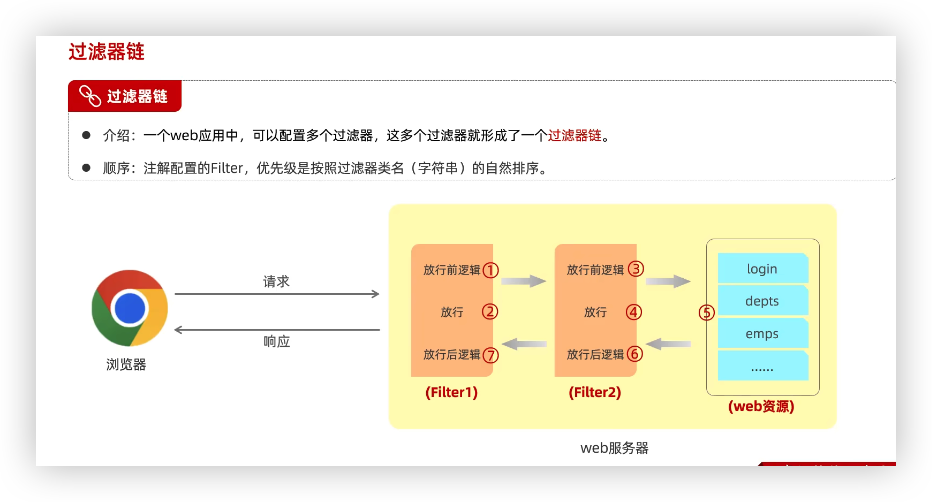 过滤器链
过滤器链
介绍：一个web应用中，可以配置多个过滤器，这多个过滤器就形成了一个过滤器链。
顺序：注解配置的Filter，优先级是按照过滤器类名（字符串）的自然排序。
浏览器
请求
响应
放行前逻辑①
放行 ②
放行后逻辑⑦
(Filter1)
放行前逻辑③
放行 ④
放行后逻辑⑥
(Filter2)
⑤
login
depts
emps
......
(web资源)
web服务器